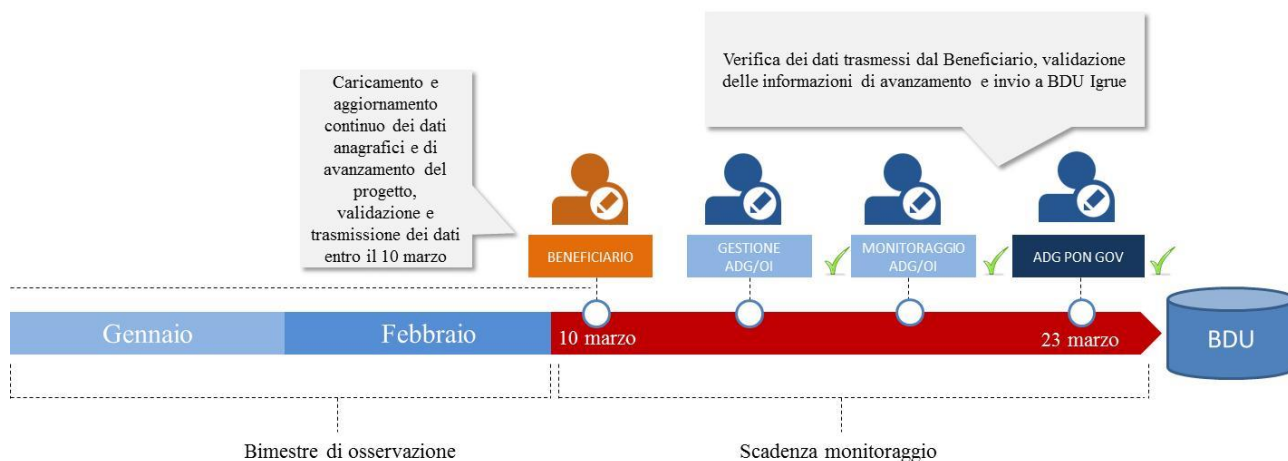 Caricamento e
aggiornamento
continuo dei dati
anagrafici e di
avanzamento del
progetto,
validazione e
trasmissione dei dati
entro il 10 marzo
Verifica dei dati trasmessi dal Beneficiario, validazione
delle informazioni di avanzamento e invio a BDU Igrue
BENEFICIARIO
GESTIONE
ADG/OI
MONITORAGGIO
ADG/OI
ADG PON GOV
Gennaio
Febbraio
10 marzo
23 marzo
BDU
Bimestre di osservazione
Scadenza monitoraggio